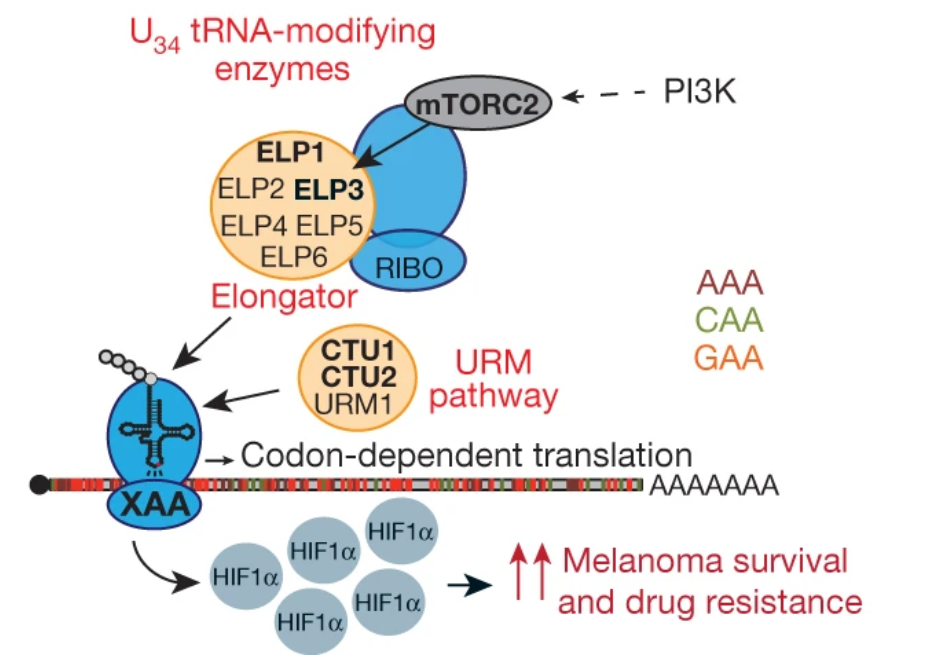 U34 tRNA-modifying
enzymes
mTORC2
PI3K
ELP1
ELP2 ELP3
ELP4 ELP5
ELP6
RIBO
Elongator
AAA
CAA
GAA
CTU1
CTU2
URM1
URM
pathway
Codon-dependent translation
AAAAAAA
XAA
HIF1α
HIF1α
HIF1α
HIF1α
HIF1α
Melanoma survival
and drug resistance